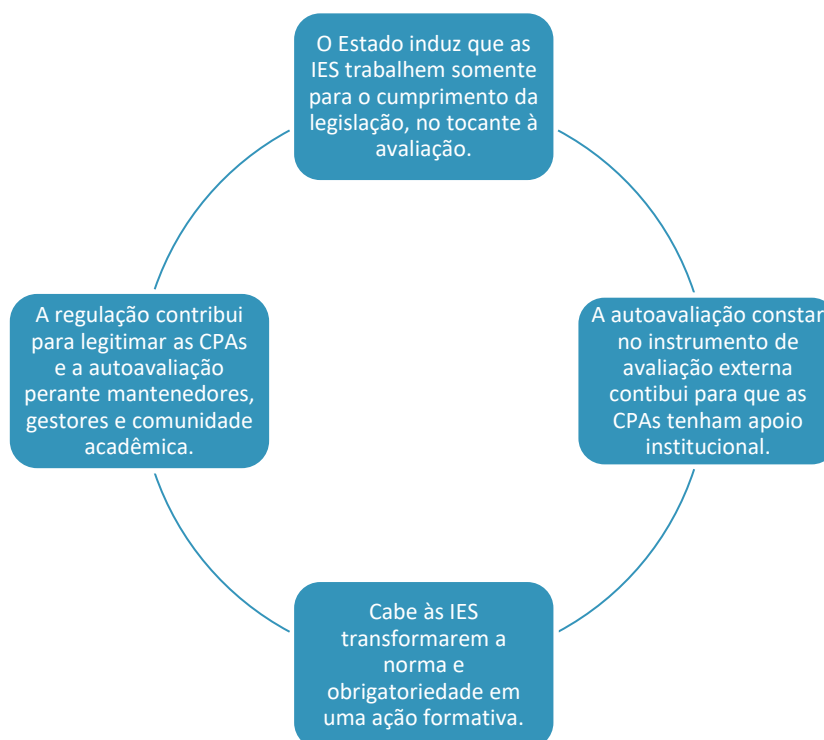 O Estado induz que as
IES trabalhem somente
para o cumprimento da
legislação, no tocante à
avaliação.
A regulação contribui
para legitimar as CPAs
e a autoavaliação
perante mantenedores,
gestores e comunidade
acadêmica.
A autoavaliação constar
no instrumento de
avaliação externa
contibui para que as
CPAs tenham apoio
institucional.
Cabe às IES
transformarem a
norma e
obrigatoriedade em
uma ação formativa.